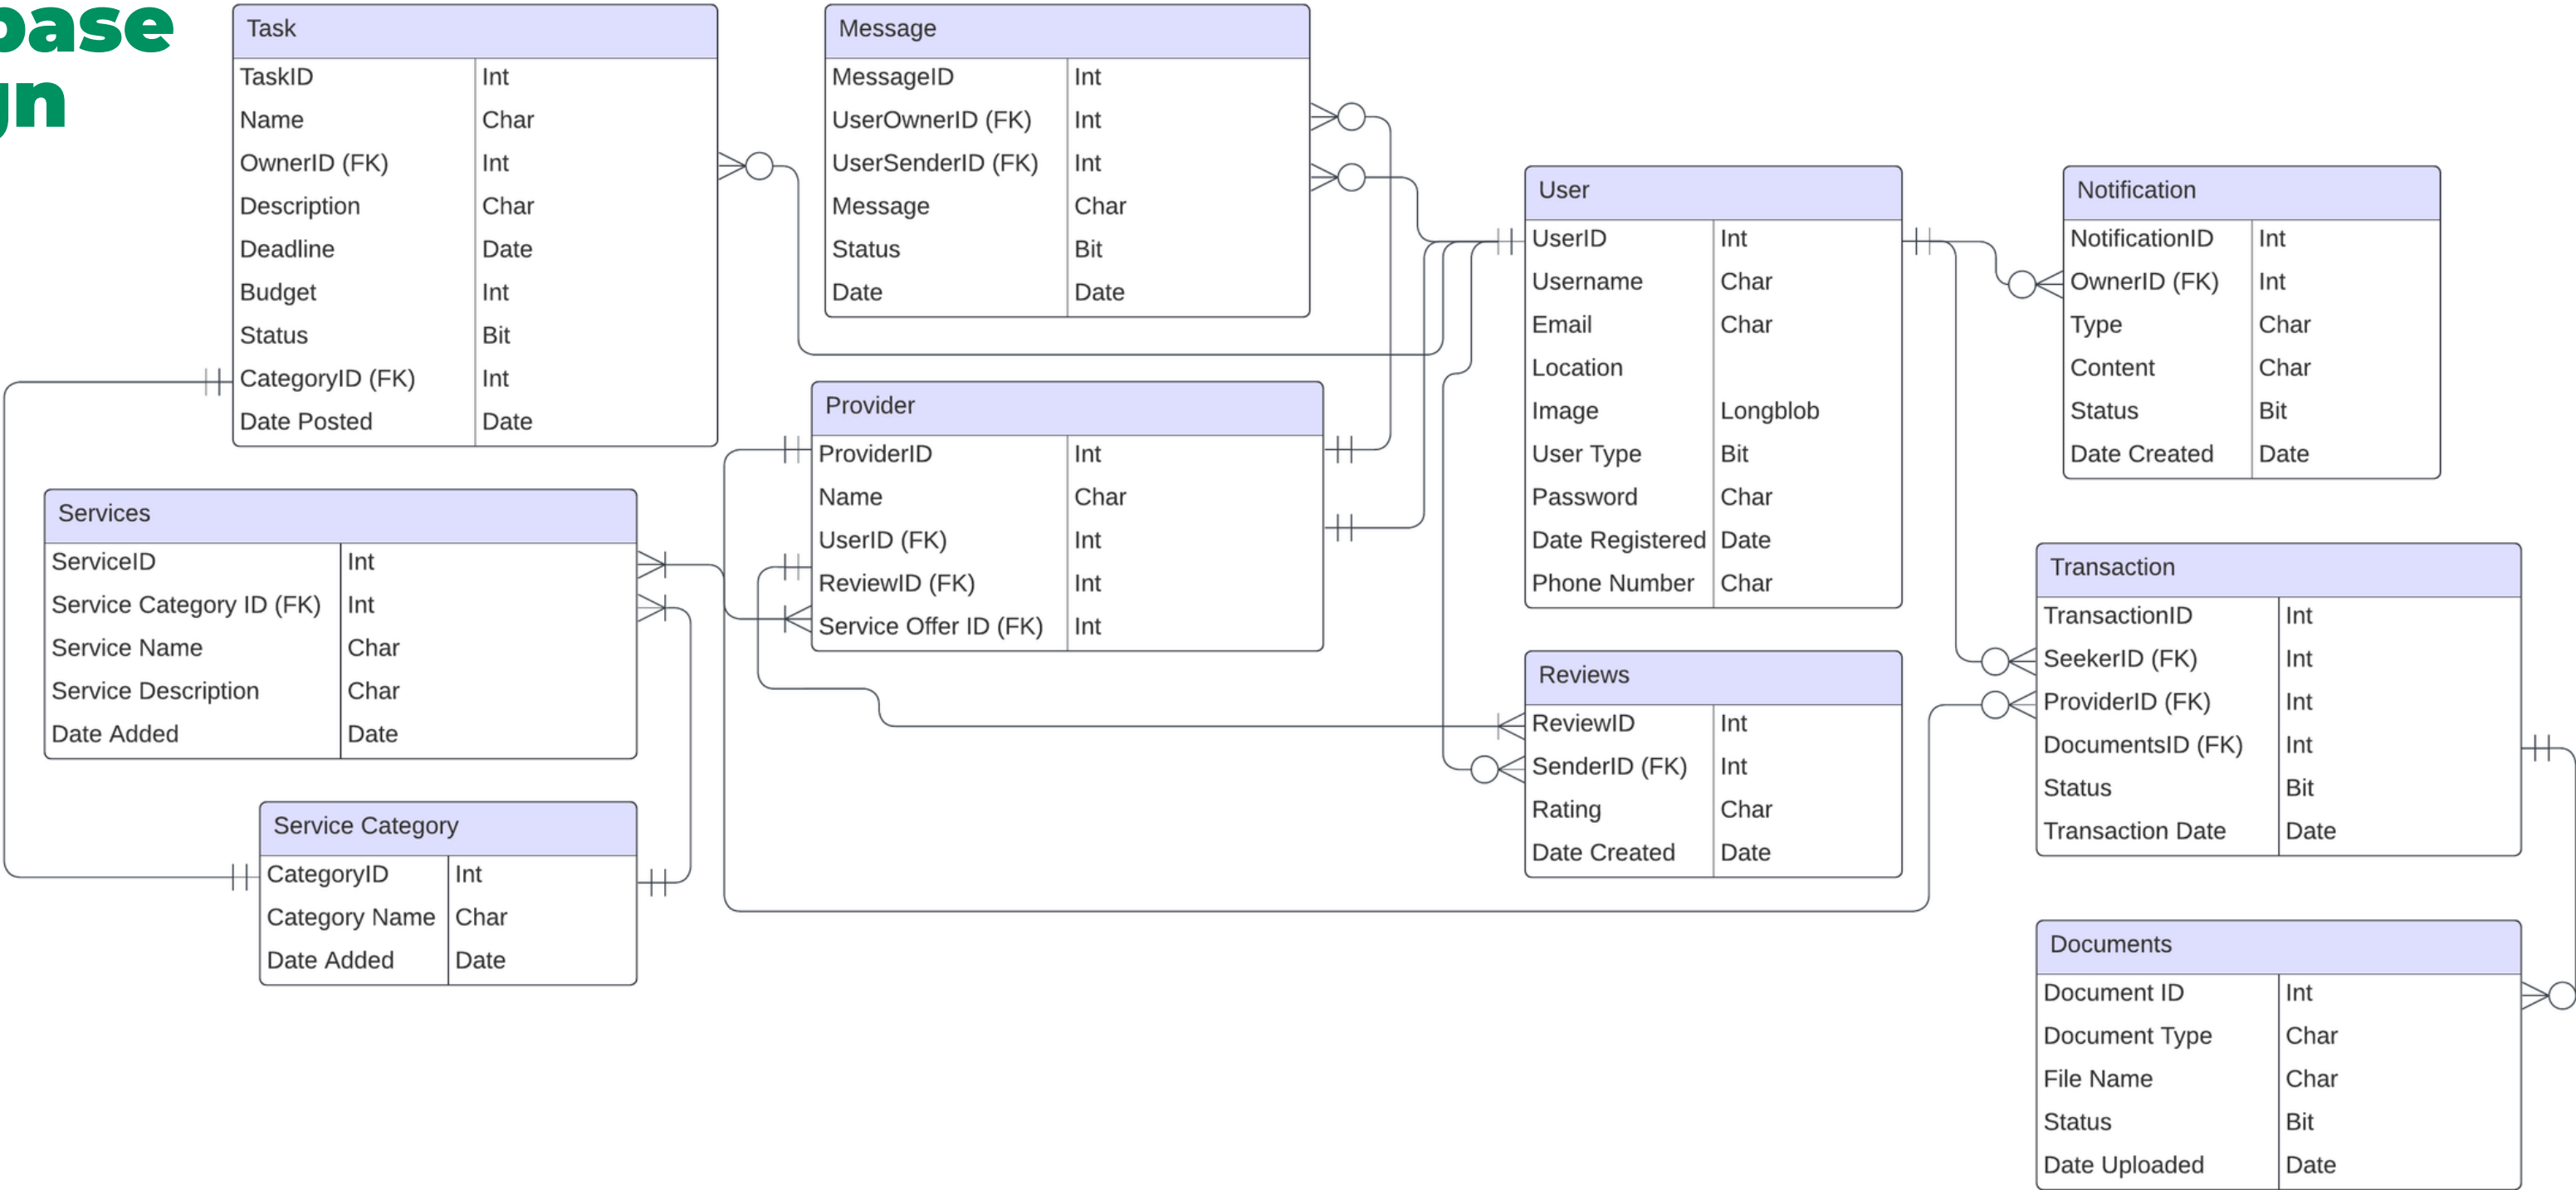 base
gn
Task
TaskID Int
Name Char
OwnerID (FK) Int
Description Char
Deadline Date
Budget Int
Status Bit
CategoryID (FK) Int
Date Posted Date
Message
MessageID Int
UserOwnerID (FK) Int
UserSenderID (FK) Int
Message Char
Status Bit
Date Date
User
UserID Int
Username Char
Email Char
Location
Image Longblob
User Type Bit
Password Char
Date Registered Date
Phone Number Char
Notification
NotificationID Int
OwnerID (FK) Int
Type Char
Content Char
Status Bit
Date Created Date
Provider
ProviderID Int
Name Char
UserID (FK) Int
ReviewID (FK) Int
Service Offer ID (FK) Int
Services
ServiceID Int
Service Category ID (FK) Int
Service Name Char
Service Description Char
Date Added Date
Transaction
TransactionID Int
SeekerID (FK) Int
ProviderID (FK) Int
DocumentsID (FK) Int
Status Bit
Transaction Date Date
Reviews
ReviewID Int
SenderID (FK) Int
Rating Char
Date Created Date
Service Category
CategoryID Int
Category Name Char
Date Added Date
Documents
Document ID Int
Document Type Char
File Name Char
Status Bit
Date Uploaded Date